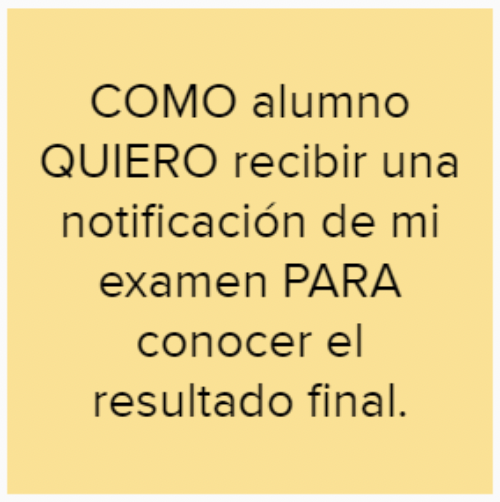 COMO alumno
QUIERO recibir una
notificación de mi
examen PARA
conocer el
resultado final.